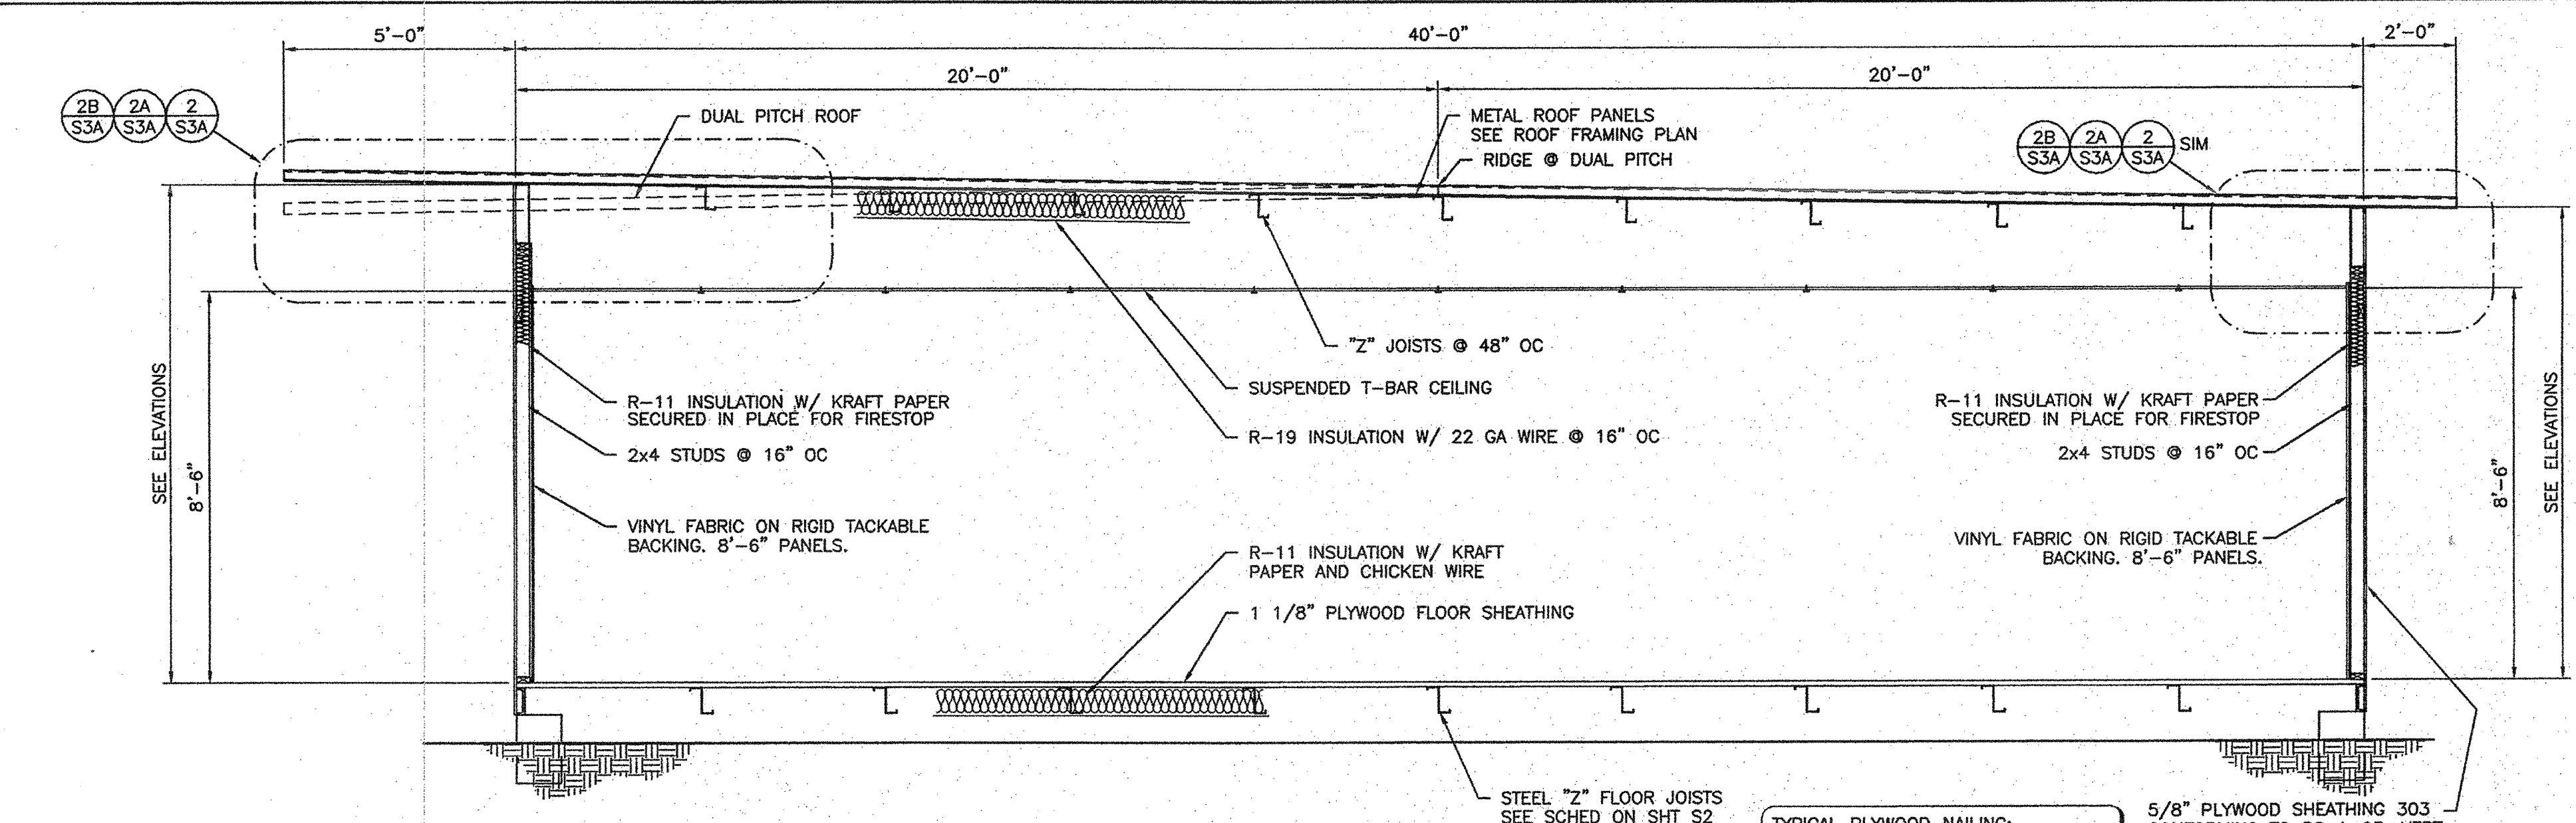 5'-0"
40'-0"
2'-0"
20'-0"
20'-0"
2B
S3A
2A
S3A
2
S3A
DUAL PITCH ROOF
METAL ROOF PANELS
SEE ROOF FRAMING PLAN
RIDGE @ DUAL PITCH
2B
S3A
2A
S3A
2
S3A
SIM
"Z" JOISTS @ 48" OC
SUSPENDED T-BAR CEILING
R-19 INSULATION W/ 22 GA WIRE @ 16" OC
SEE ELEVATIONS
8'-6"
R-11 INSULATION W/ KRAFT PAPER
SECURED IN PLACE FOR FIRESTOP
2x4 STUDS @ 16" OC
VINYL FABRIC ON RIGID TACKABLE
BACKING. 8'-6" PANELS.
R-11 INSULATION W/ KRAFT
PAPER AND CHICKEN WIRE
1 1/8" PLYWOOD FLOOR SHEATHING
R-11 INSULATION W/ KRAFT PAPER
SECURED IN PLACE FOR FIRESTOP
2x4 STUDS @ 16" OC
VINYL FABRIC ON RIGID TACKABLE
BACKING. 8'-6" PANELS.
8'-6"
SEE ELEVATIONS
STEEL "Z" FLOOR JOISTS
SEE SCHED ON SHT S2
TYPICAL PLYWOOD NAILING:
5/8" PLYWOOD SHEATHING 303